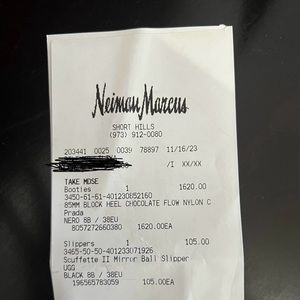 Neiman Marcus
SHORT HILLS
(973) 912-0080
203441 0025 0039 78897 11/16/23
/I XX/XX
TAKE MDSE
Booties 1 1620.00
3450-61-61-401230852160
85MM BLOCK HEEL CHOCOLATE FLOW NYLON C
Prada
NERO 8B / 38EU
8057272660380 1620.00EA
Slippers 1 105.00
3465-50-50-401233071926
Scuffette II Mirror Ball Slipper
UGG
BLACK 8B / 38EU
196565783059 105.00EA